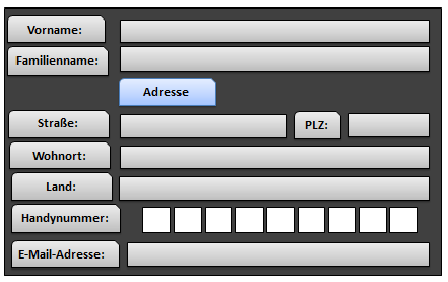 Vorname:
Familienname:
Adresse
Straße: PLZ:
Wohnort:
Land:
Handynummer:
E-Mail-Adresse: